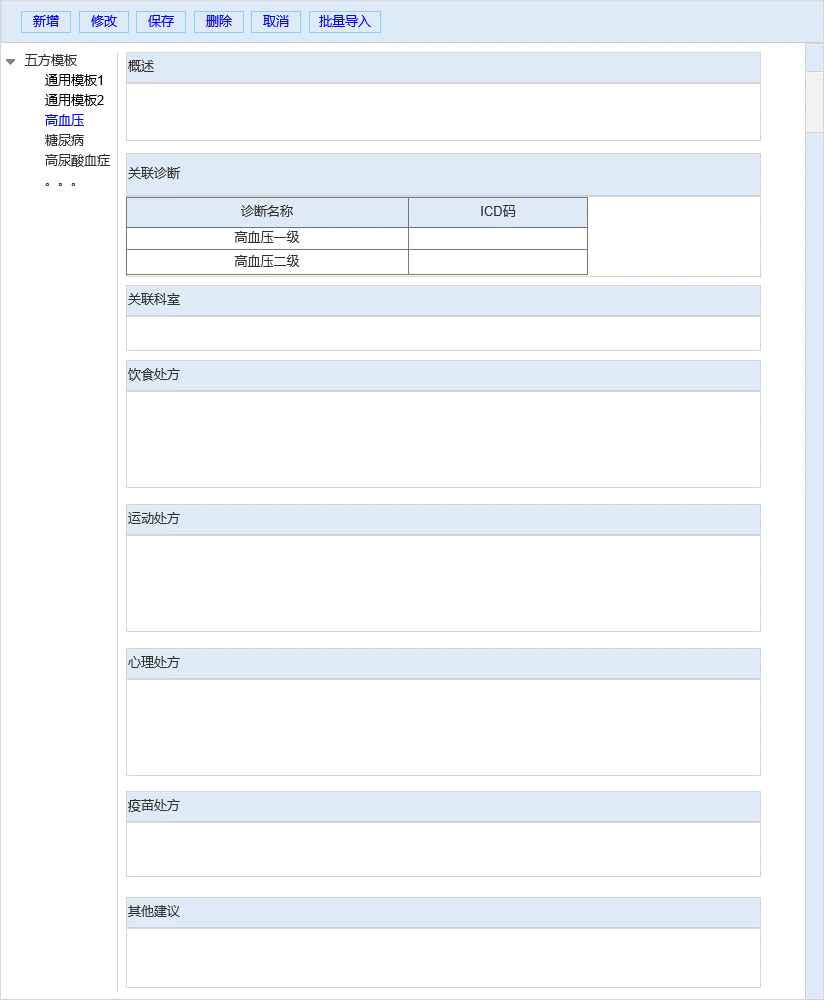 新增 修改 保存 删除 取消 批量导入
五方模板
通用模板1
通用模板2
高血压
糖尿病
高尿酸血症
。。。
概述
关联诊断
诊断名称 ICD码
高血压一级
高血压二级
关联科室
饮食处方
运动处方
心理处方
疫苗处方
其他建议